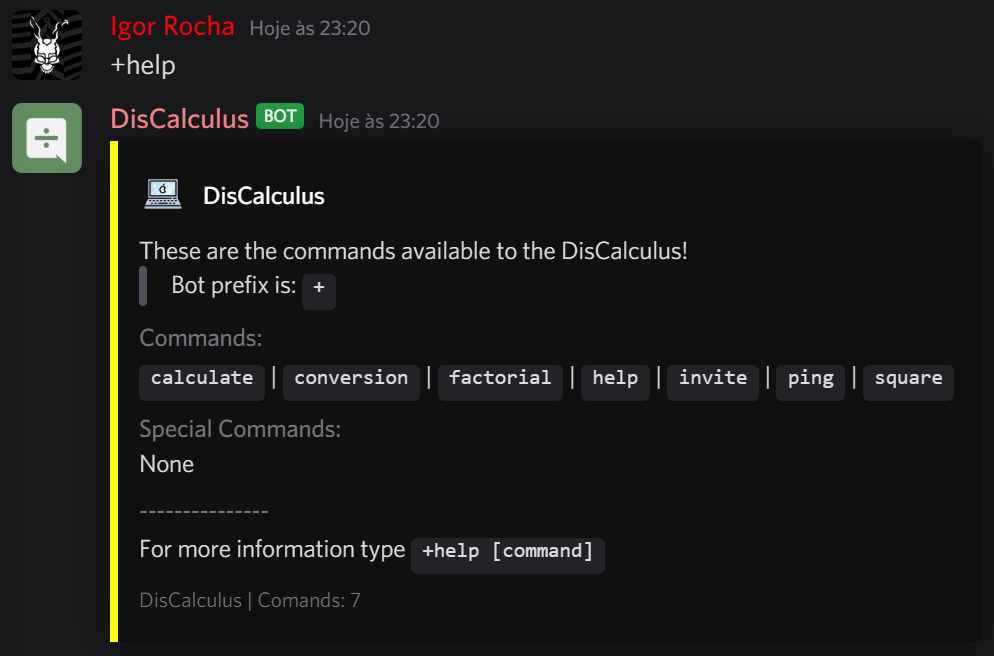 Igor Rocha Hoje às 23:20
+help
DisCalculus BOT Hoje às 23:20
DisCalculus
These are the commands available to the DisCalculus!
Bot prefix is: +
Commands:
calculate | conversion | factorial | help | invite | ping | square
Special Commands:
None
---------------
For more information type +help [command]
DisCalculus | Comands: 7